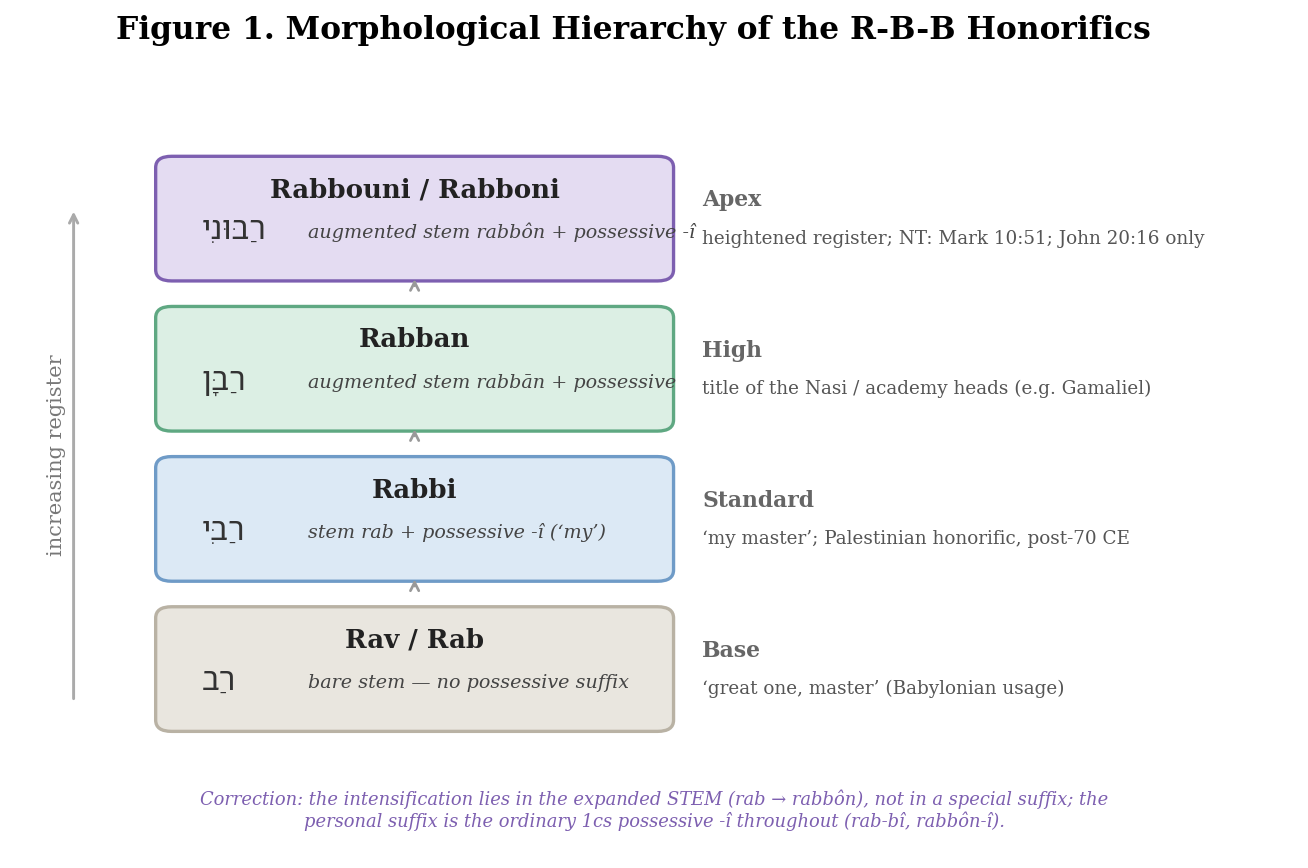 Figure 1. Morphological Hierarchy of the R-B-B Honorifics
Rabbouni / Rabboni
רַבּוּנִי
augmented stem rabbôn + possessive -î
Apex
heightened register; NT: Mark 10:51; John 20:16 only
Rabban
רַבָּן
augmented stem rabbān + possessive
High
title of the Nasi / academy heads (e.g. Gamaliel)
Rabbi
רַבִּי
stem rab + possessive -î (‘my’)
Standard
‘my master’; Palestinian honorific, post-70 CE
Rav / Rab
רַב
bare stem — no possessive suffix
Base
‘great one, master’ (Babylonian usage)
increasing register
Correction: the intensification lies in the expanded STEM (rab → rabbôn), not in a special suffix; the
personal suffix is the ordinary 1cs possessive -î throughout (rab-bî, rabbôn-î).